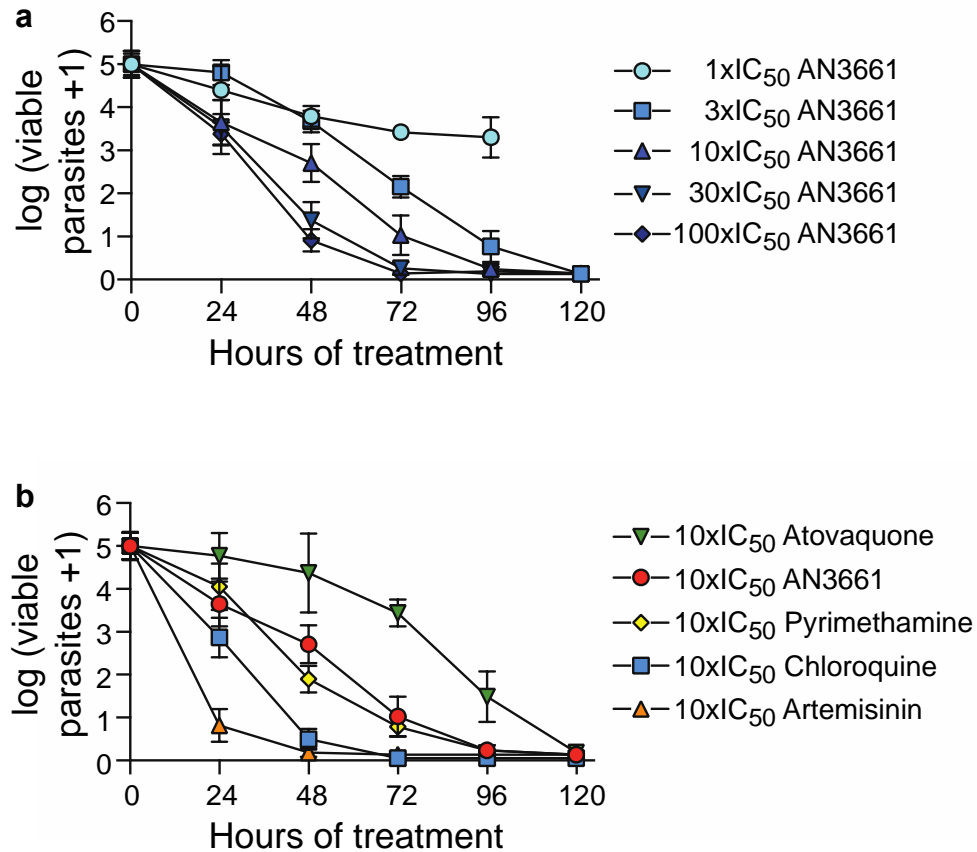 a
log (viable
parasites +1)
6
5
4
3
2
1
0
0 24 48 72 96 120
Hours of treatment
1xIC50 AN3661
3xIC50 AN3661
10xIC50 AN3661
30xIC50 AN3661
100xIC50 AN3661
b
log (viable
parasites +1)
6
5
4
3
2
1
0
0 24 48 72 96 120
Hours of treatment
10xIC50 Atovaquone
10xIC50 AN3661
10xIC50 Pyrimethamine
10xIC50 Chloroquine
10xIC50 Artemisinin